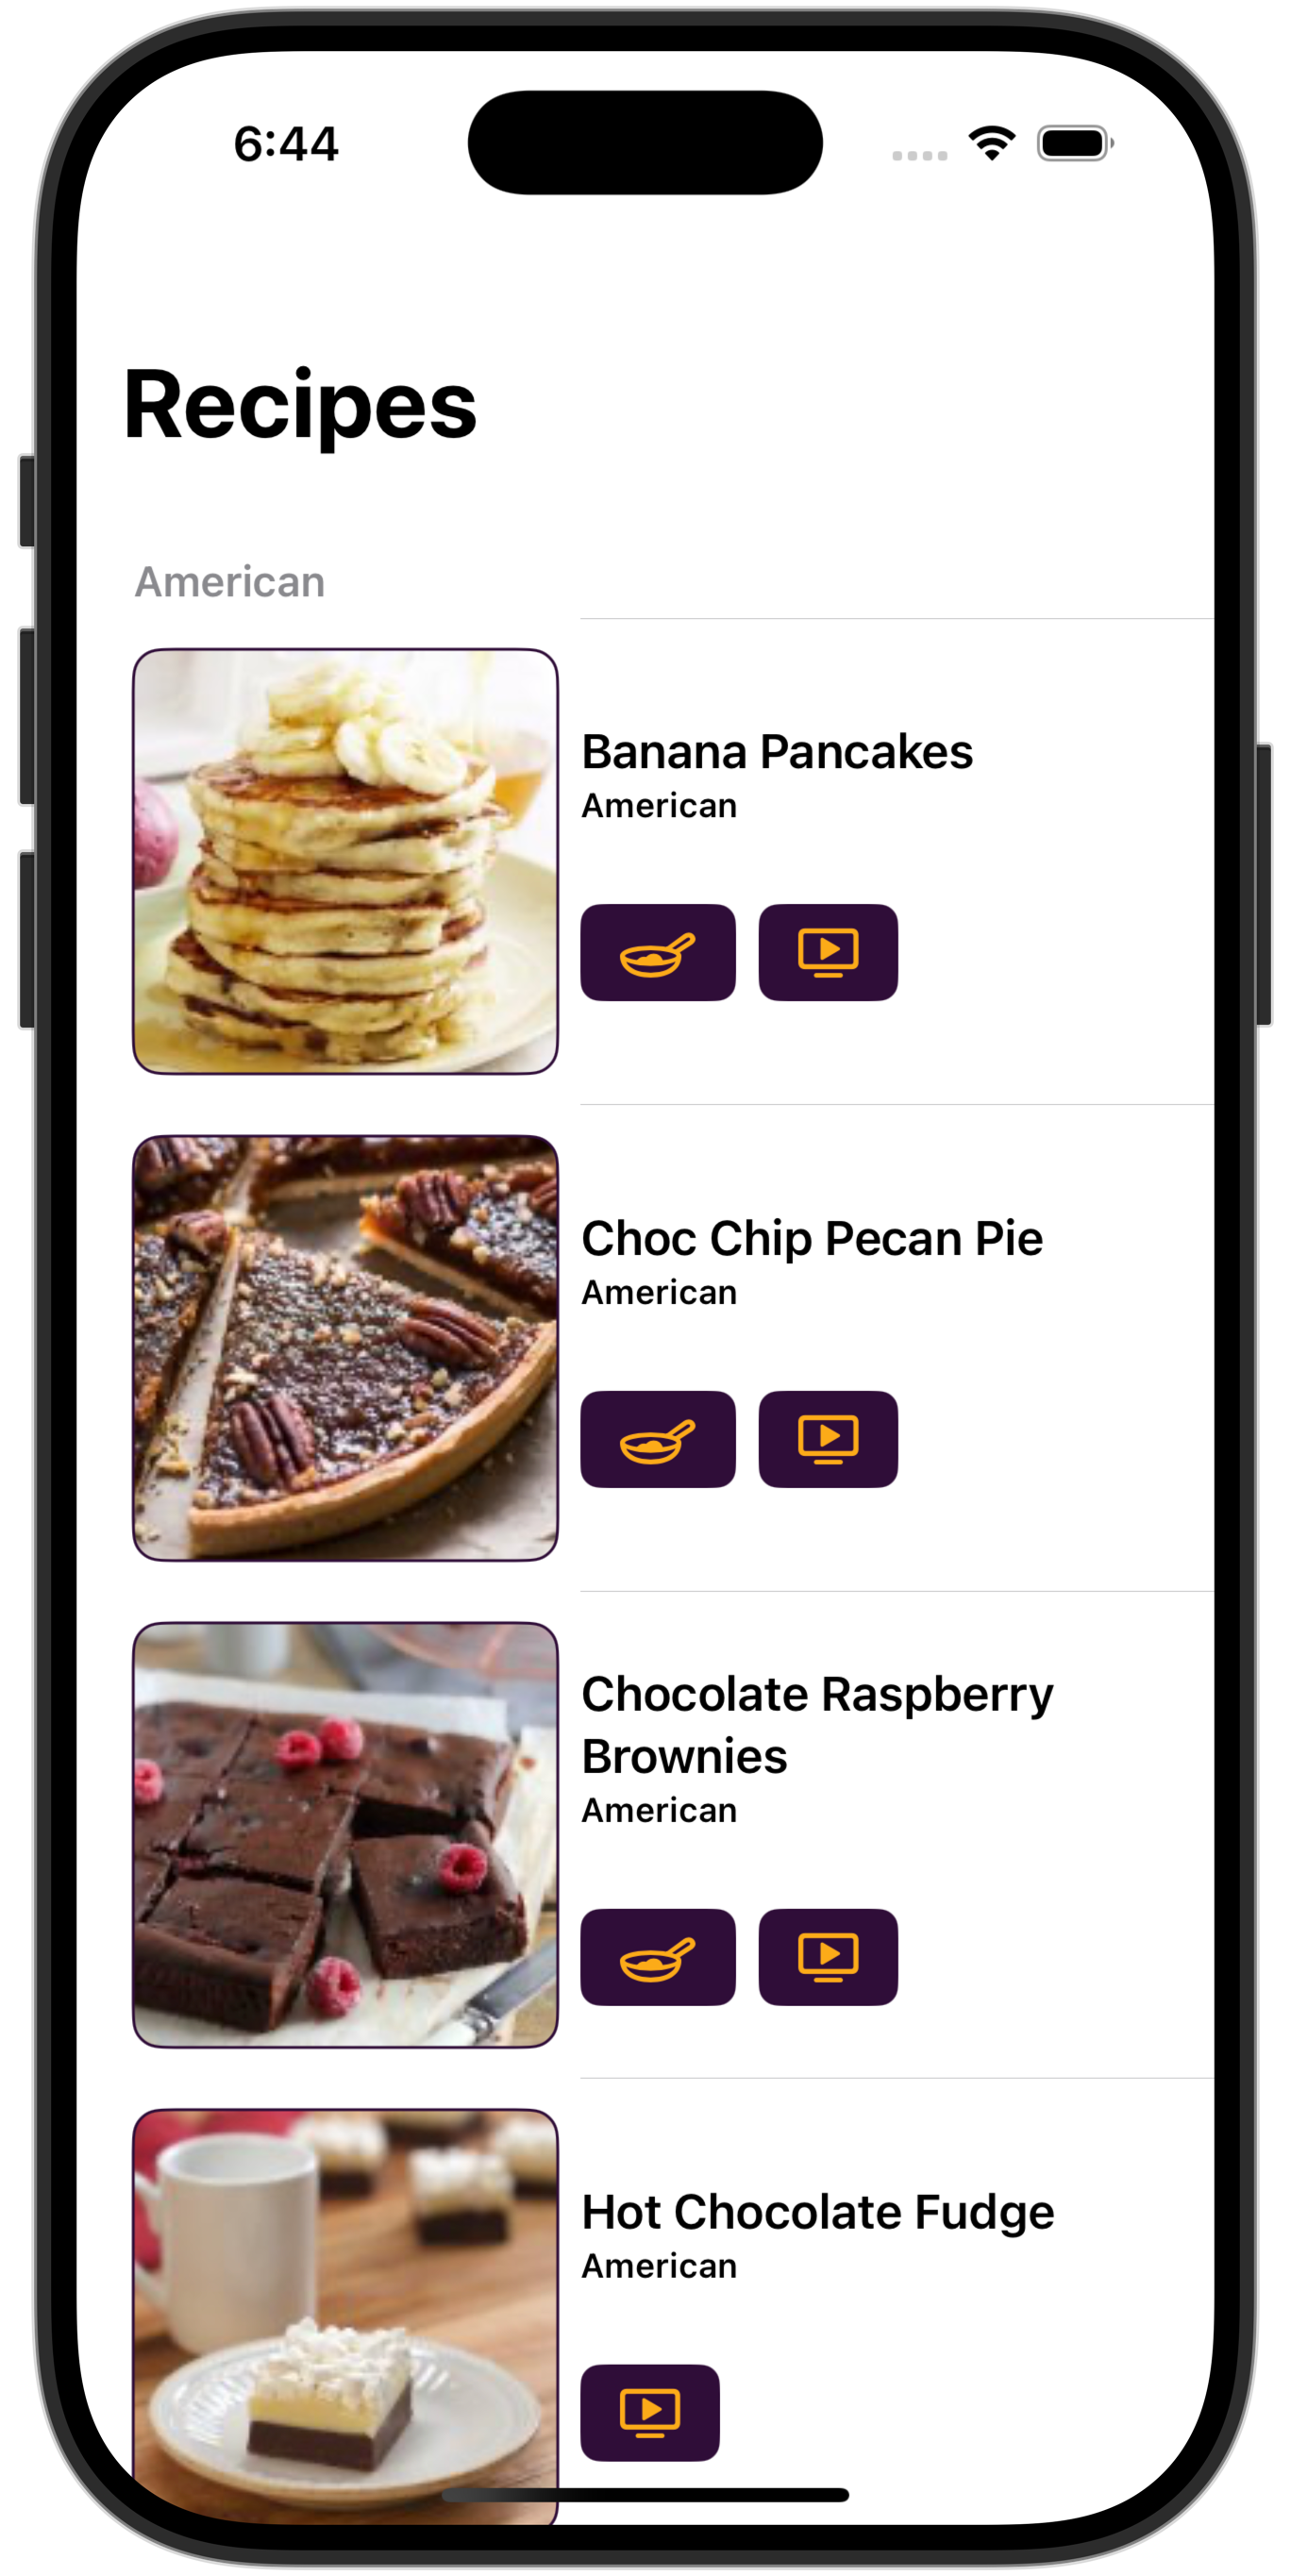 6:44
Recipes
American
Banana Pancakes
American
Choc Chip Pecan Pie
American
Chocolate Raspberry
Brownies
American
Hot Chocolate Fudge
American